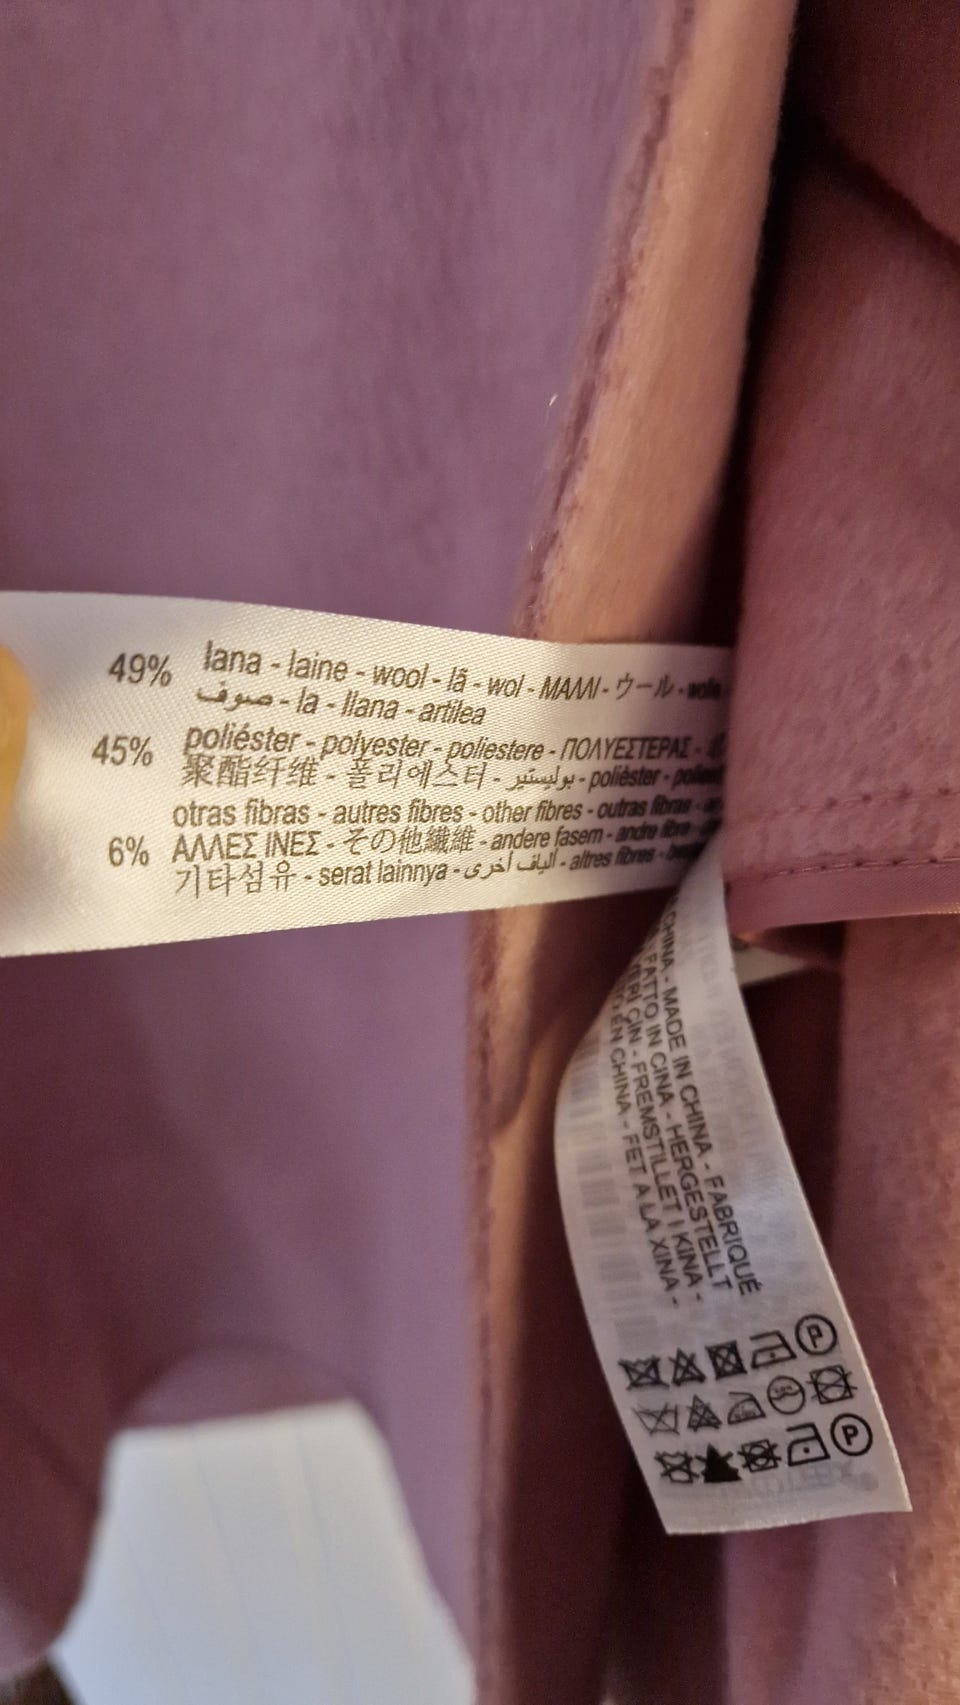 49% lana - laine - wool - lã - wol - ΜΑΛΛΙ - ウール -
صوف - la - llana - artilea
45% poliéster - polyester - poliestere - ΠΟΛΥΕΣΤΕΡΑΣ -
聚酯纤维 - 폴리에스터 - بوليستير - polièster -
otras fibras - autres fibres - other fibres - outras fibras -
6% ΑΛΛΕΣ ΙΝΕΣ - その他繊維 - andere fasern - andre fibre -
기타섬유 - serat lainnya - ألياف أخرى - altres fibres -
CHINA - MADE IN CHINA - FABRIQUÉ
FATTO IN CINA - HERGESTELLT
ÇIN - FREMSTILLET I KINA -
EN CHINA - FET A LA XINA -
P
P